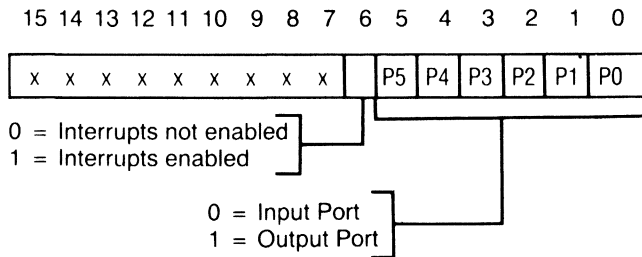 15 14 13 12 11 10 9 8 7 6 5 4 3 2 1 0
x x x x x x x x x P5 P4 P3 P2 P1 P0
0 = Interrupts not enabled
1 = Interrupts enabled
0 = Input Port
1 = Output Port